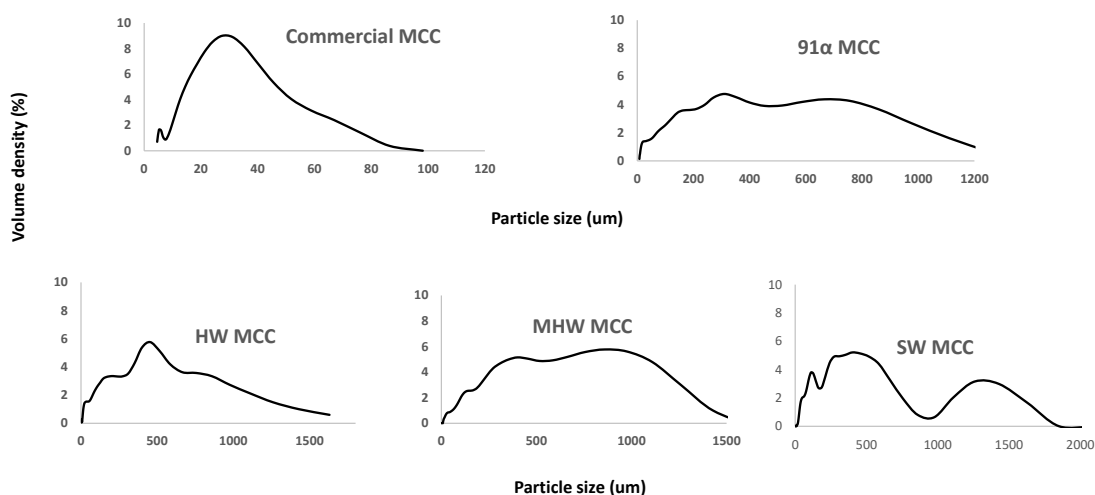 Volume density (%)
Commercial MCC
10
8
6
4
2
0
0 20 40 60 80 100 120
91α MCC
10
8
6
4
2
0
0 200 400 600 800 1000 1200
Particle size (um)
HW MCC
10
8
6
4
2
0
0 500 1000 1500
MHW MCC
10
8
6
4
2
0
0 500 1000 1500
SW MCC
10
8
6
4
2
0
0 500 1000 1500 2000
Particle size (um)